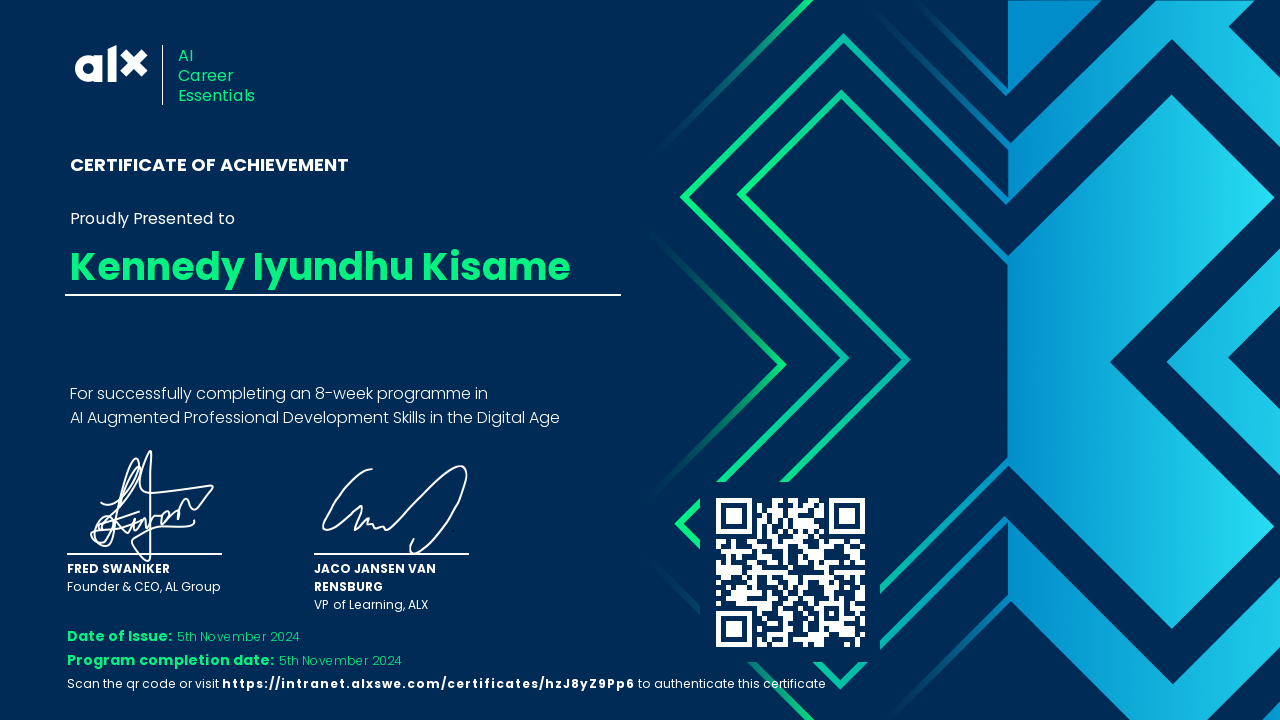 alx
AI
Career
Essentials
CERTIFICATE OF ACHIEVEMENT
Proudly Presented to
Kennedy Iyundhu Kisame
For successfully completing an 8-week programme in
AI Augmented Professional Development Skills in the Digital Age
FRED SWANIKER
Founder & CEO, AL Group
JACO JANSEN VAN
RENSBURG
VP of Learning, ALX
Date of Issue: 5th November 2024
Program completion date: 5th November 2024
Scan the qr code or visit https://intranet.alxswe.com/certificates/hzJ8yZ9Pp6 to authenticate this certificate